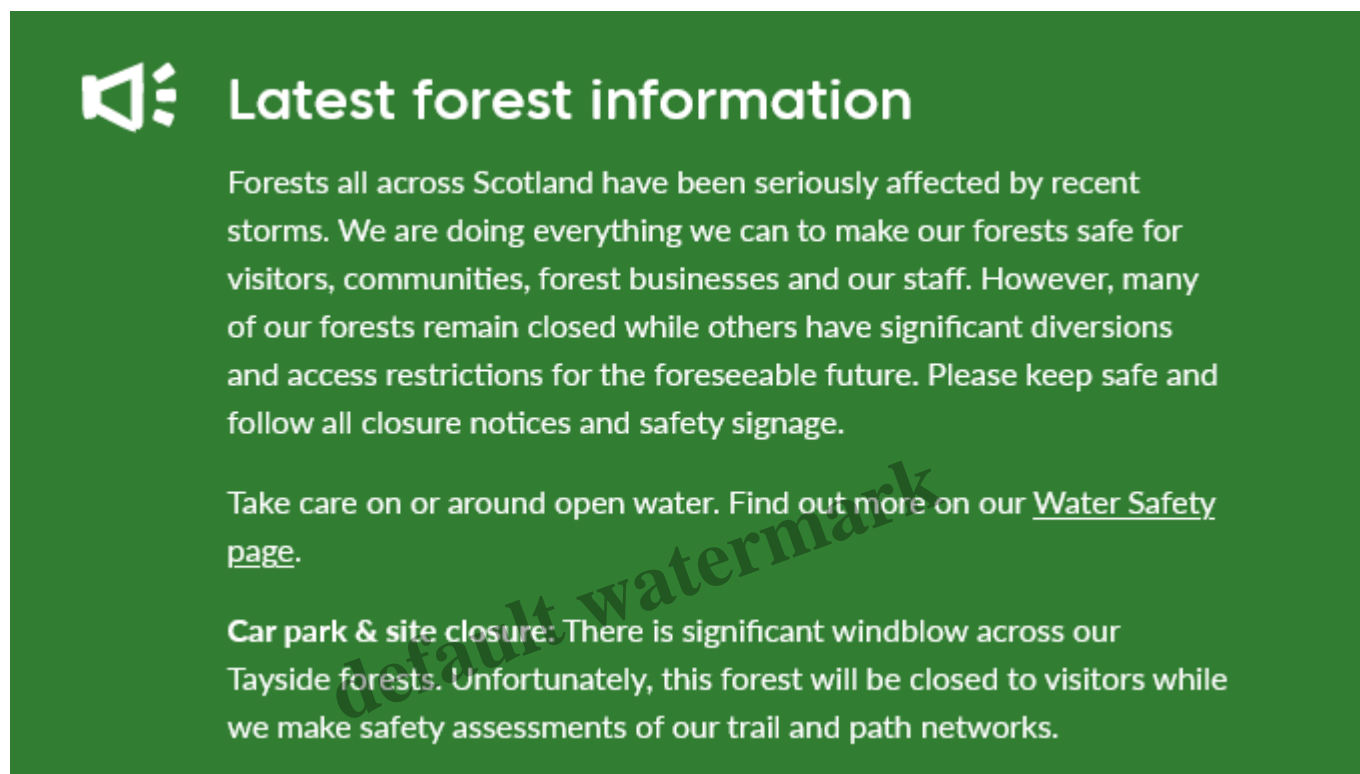 Latest forest information
Forests all across Scotland have been seriously affected by recent
storms. We are doing everything we can to make our forests safe for
visitors, communities, forest businesses and our staff. However, many
of our forests remain closed while others have significant diversions
and access restrictions for the foreseeable future. Please keep safe and
follow all closure notices and safety signage.
Take care on or around open water. Find out more on our Water Safety
page.
Car park & site closure: There is significant windblow across our
Tayside forests. Unfortunately, this forest will be closed to visitors while
we make safety assessments of our trail and path networks.
default watermark